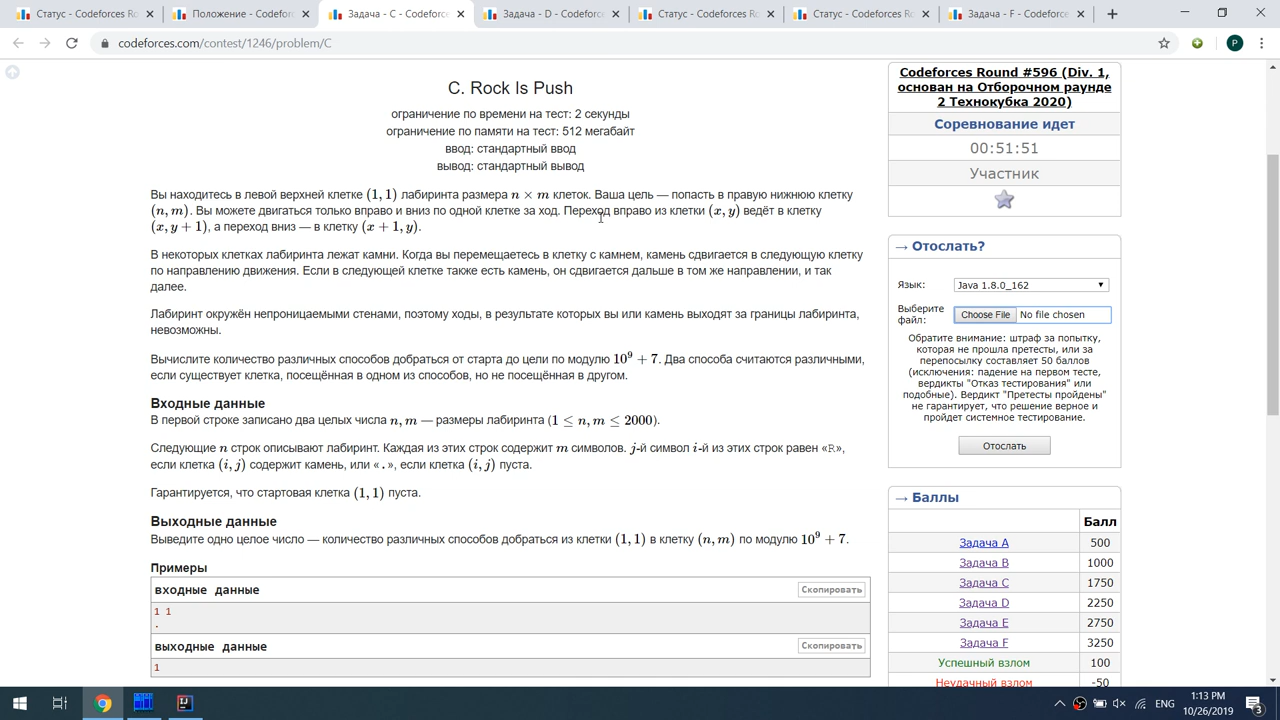 Статус - Codeforces
Положение - Codeforces
Задача - C - Codeforces
Задача - D - Codeforces
Статус - Codeforces R
Статус - Codeforces R
Задача - F - Codeforces
codeforces.com/contest/1246/problem/C
P
C. Rock Is Push
ограничение по времени на тест: 2 секунды
ограничение по памяти на тест: 512 мегабайт
ввод: стандартный ввод
вывод: стандартный вывод
Вы находитесь в левой верхней клетке (1, 1) лабиринта размера n × m клеток. Ваша цель — попасть в правую нижнюю клетку
(n, m). Вы можете двигаться только вправо и вниз по одной клетке за ход. Переход вправо из клетки (x, y) ведёт в клетку
(x, y + 1), а переход вниз — в клетку (x + 1, y).
В некоторых клетках лабиринта лежат камни. Когда вы перемещаетесь в клетку с камнем, камень сдвигается в следующую клетку
по направлению движения. Если в следующей клетке также есть камень, он сдвигается дальше в том же направлении, и так
далее.
Лабиринт окружён непроницаемыми стенами, поэтому ходы, в результате которых вы или камень выходят за границы лабиринта,
невозможны.
Вычислите количество различных способов добраться от старта до цели по модулю 10⁹ + 7. Два способа считаются различными,
если существует клетка, посещённая в одном из способов, но не посещённая в другом.
Входные данные
В первой строке записано два целых числа n, m — размеры лабиринта (1 ≤ n, m ≤ 2000).
Следующие n строк описывают лабиринт. Каждая из этих строк содержит m символов. j-й символ i-й из этих строк равен «R»,
если клетка (i, j) содержит камень, или «.», если клетка (i, j) пуста.
Гарантируется, что стартовая клетка (1, 1) пуста.
Выходные данные
Выведите одно целое число — количество различных способов добраться из клетки (1, 1) в клетку (n, m) по модулю 10⁹ + 7.
Примеры
входные данные
Скопировать
1 1
.
выходные данные
Скопировать
1
Codeforces Round #596 (Div. 1,
основан на Отборочном раунде
2 Технокубка 2020)
Соревнование идет
00:51:51
Участник
→ Отослать?
Язык: Java 1.8.0_162
Выберите
файл:
Choose File No file chosen
Обратите внимание: штраф за попытку,
которая не прошла претесты, или за
перепосылку составляет 50 баллов
(исключения: падение на первом тесте,
вердикты "Отказ тестирования" или
подобные). Вердикт "Претесты пройдены"
не гарантирует, что решение верное и
пройдет системное тестирование.
Отослать
→ Баллы
Балл
Задача A 500
Задача B 1000
Задача C 1750
Задача D 2250
Задача E 2750
Задача F 3250
Успешный взлом 100
Неудачный взлом -50
ENG
1:13 PM
10/26/2019
3